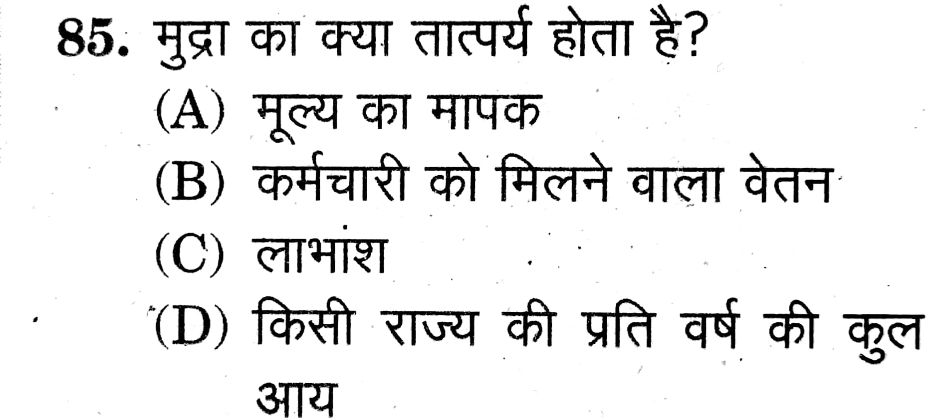 85. मुद्रा का क्या तात्पर्य होता है?
(A) मूल्य का मापक
(B) कर्मचारी को मिलने वाला वेतन
(C) लाभांश
(D) किसी राज्य की प्रति वर्ष की कुल
आय